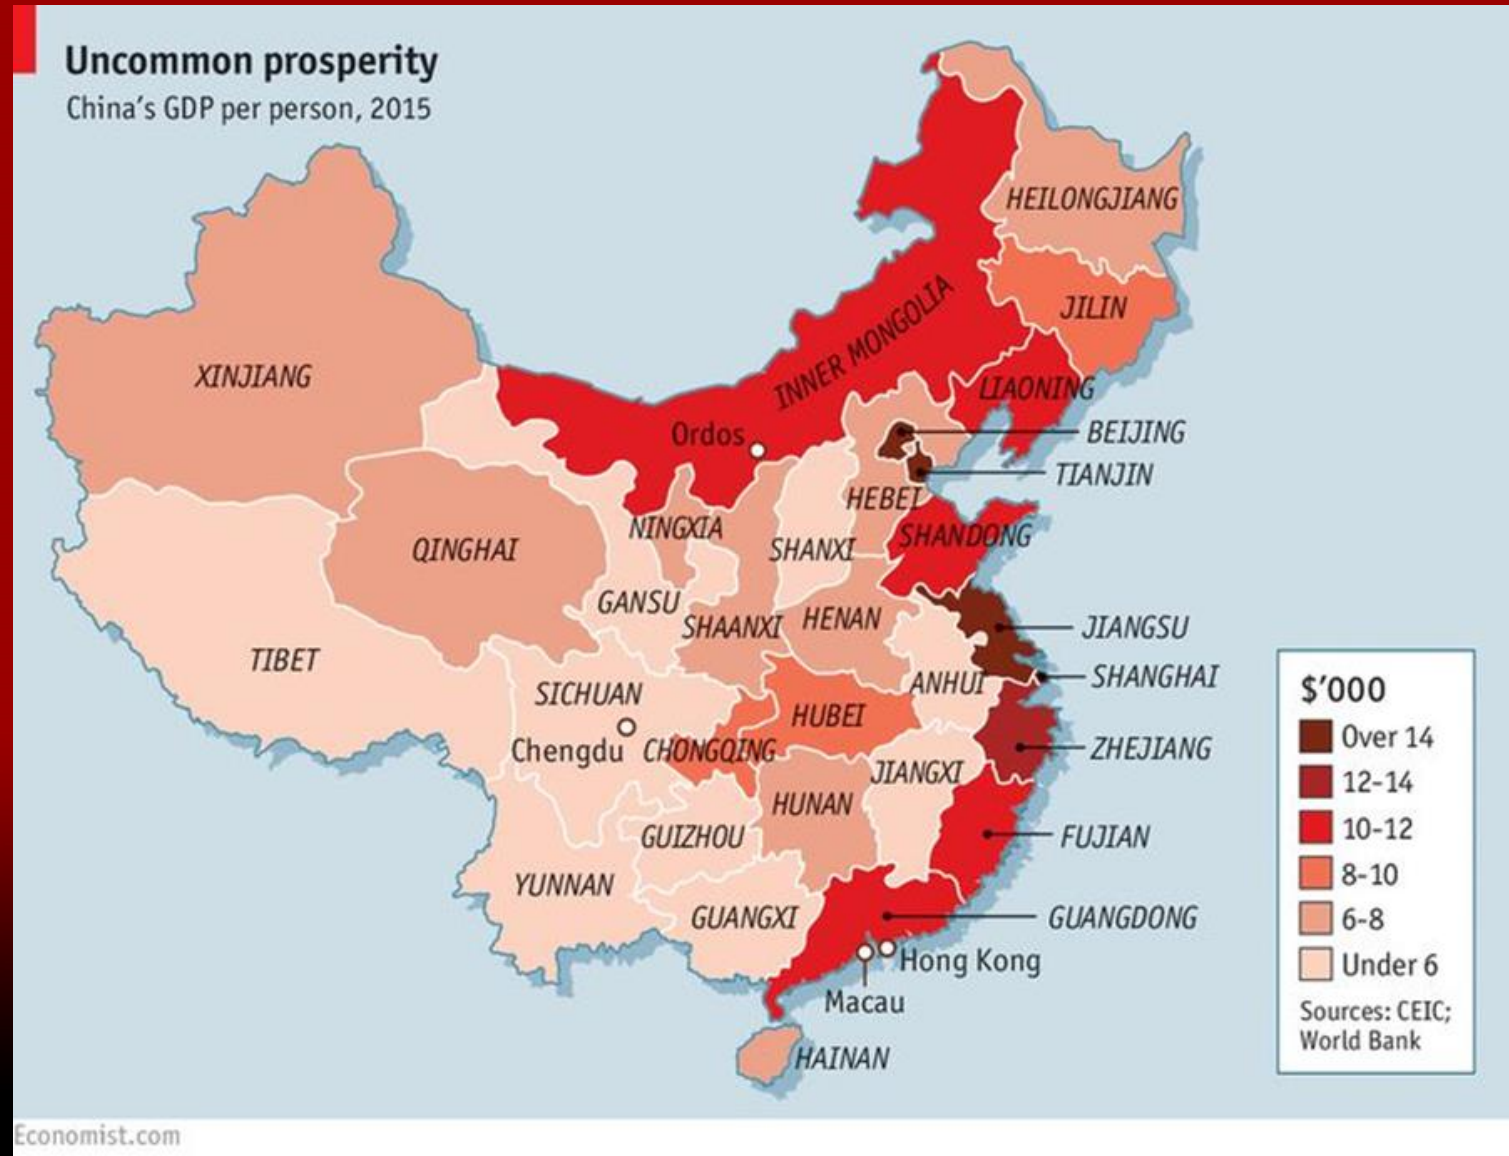 Uncommon prosperity
China's GDP per person, 2015
HEILONGJIANG
JILIN
INNER MONGOLIA
XINJIANG
LIAONING
Ordos
BEIJING
TIANJIN
HEBEI
NINGXIA
SHANDONG
QINGHAI
SHANXI
GANSU
SHAANXI
HENAN
JIANGSU
TIBET
SHANGHAI
ANHUI
SICHUAN
HUBEI
Chengdu
CHONGQING
ZHEJIANG
JIANGXI
HUNAN
GUIZHOU
FUJIAN
YUNNAN
GUANGXI
GUANGDONG
Hong Kong
Macau
HAINAN
$'000
Over 14
12-14
10-12
8-10
6-8
Under 6
Sources: CEIC;
World Bank
Economist.com